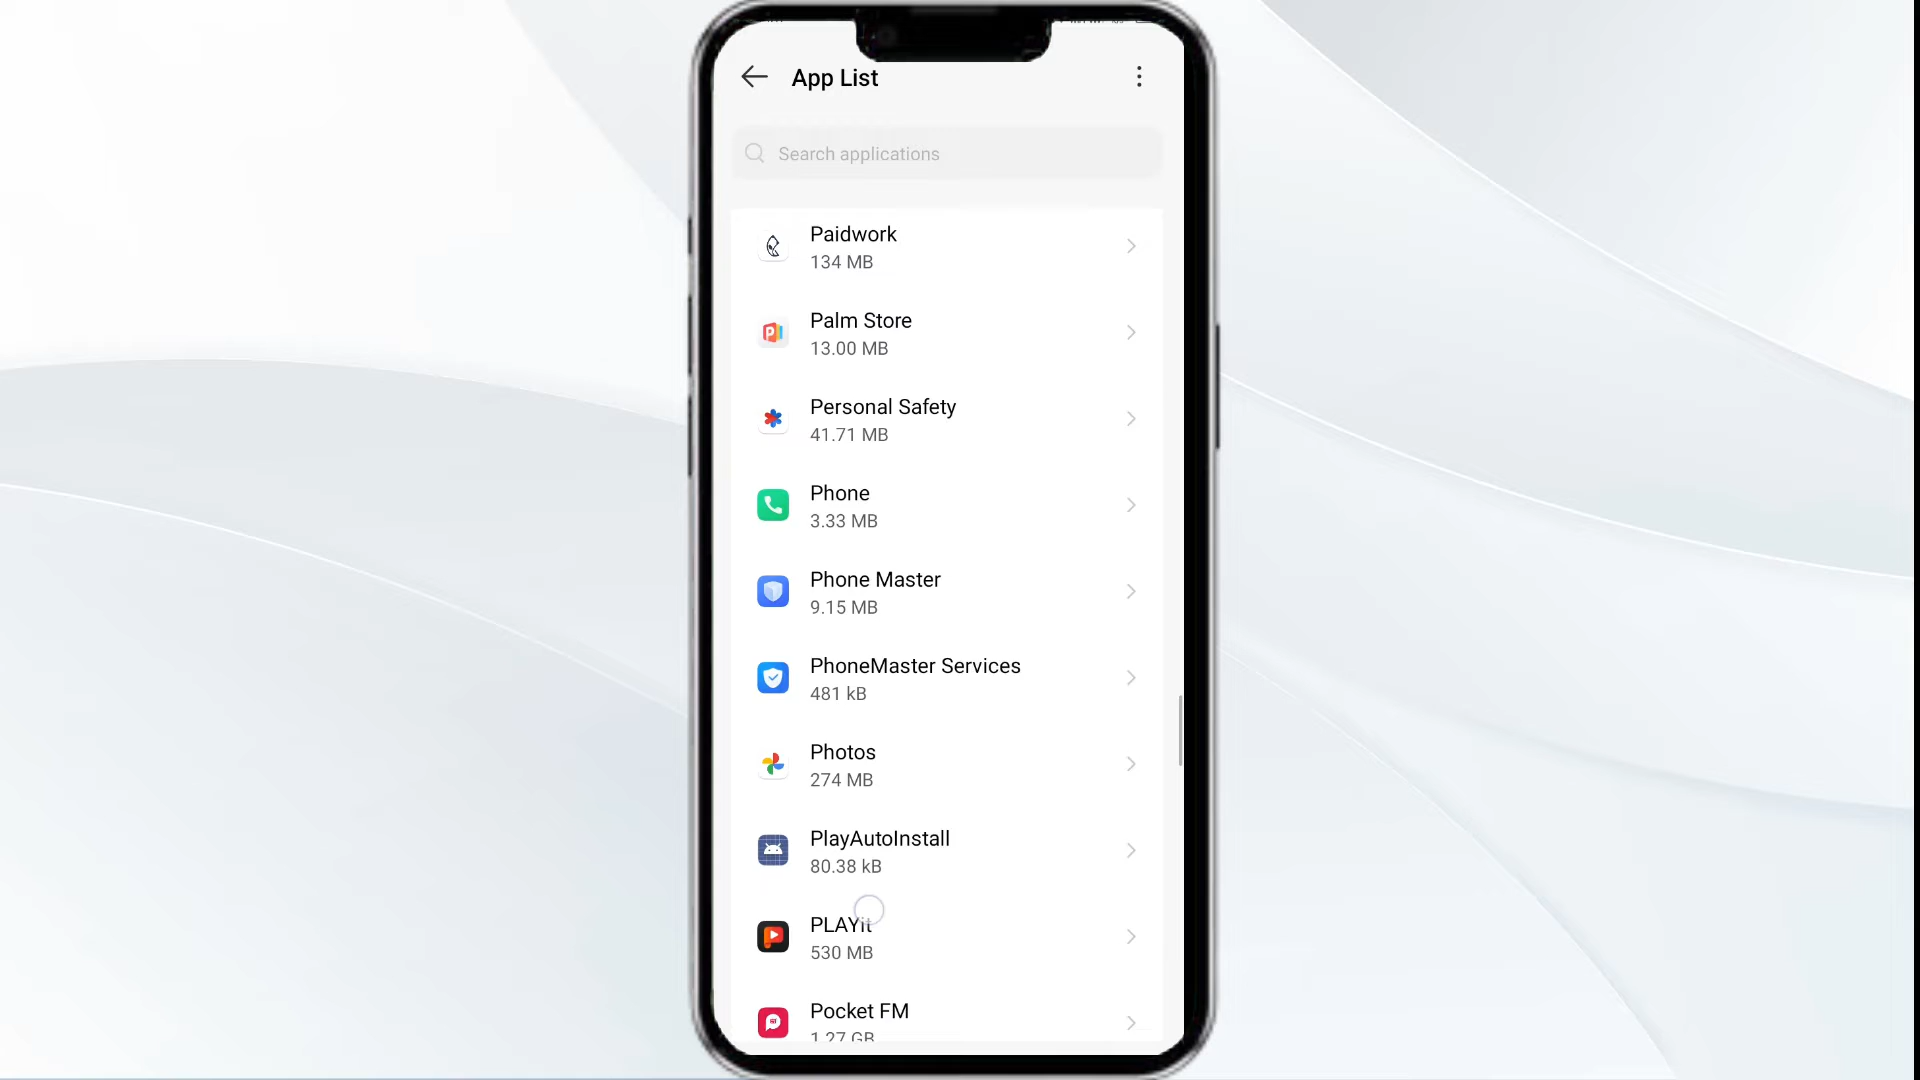 App List
Search applications
Paidwork
134 MB
Palm Store
13.00 MB
Personal Safety
41.71 MB
Phone
3.33 MB
Phone Master
9.15 MB
PhoneMaster Services
481 kB
Photos
274 MB
PlayAutoInstall
80.38 kB
PLAYit
530 MB
Pocket FM
1.27 GB